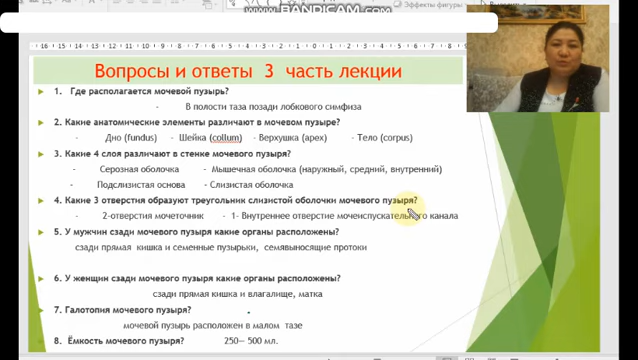 Эффекты фигуры
www.BANDICAM.com
Вопросы и ответы 3 часть лекции
1. Где располагается мочевой пузырь?
- В полости таза позади лобкового симфиза
2. Какие анатомические элементы различают в мочевом пузыре?
- Дно (fundus) - Шейка (collum) - Верхушка (apex) - Тело (corpus)
3. Какие 4 слоя различают в стенке мочевого пузыря?
- Серозная оболочка - Мышечная оболочка (наружный, средний, внутренний)
- Подслизистая основа - Слизистая оболочка
4. Какие 3 отверстия образуют треугольник слизистой оболочки мочевого пузыря?
- 2-отверстия мочеточник - 1- Внутреннее отверстие мочеиспускательного канала
5. У мужчин сзади мочевого пузыря какие органы расположены?
сзади прямая кишка и семенные пузырьки, семявыносящие протоки
6. У женщин сзади мочевого пузыря какие органы расположены?
сзади прямая кишка и влагалище, матка
7. Галотопия мочевого пузыря?
мочевой пузырь расположен в малом тазе
8. Ёмкость мочевого пузыря? 250– 500 мл.